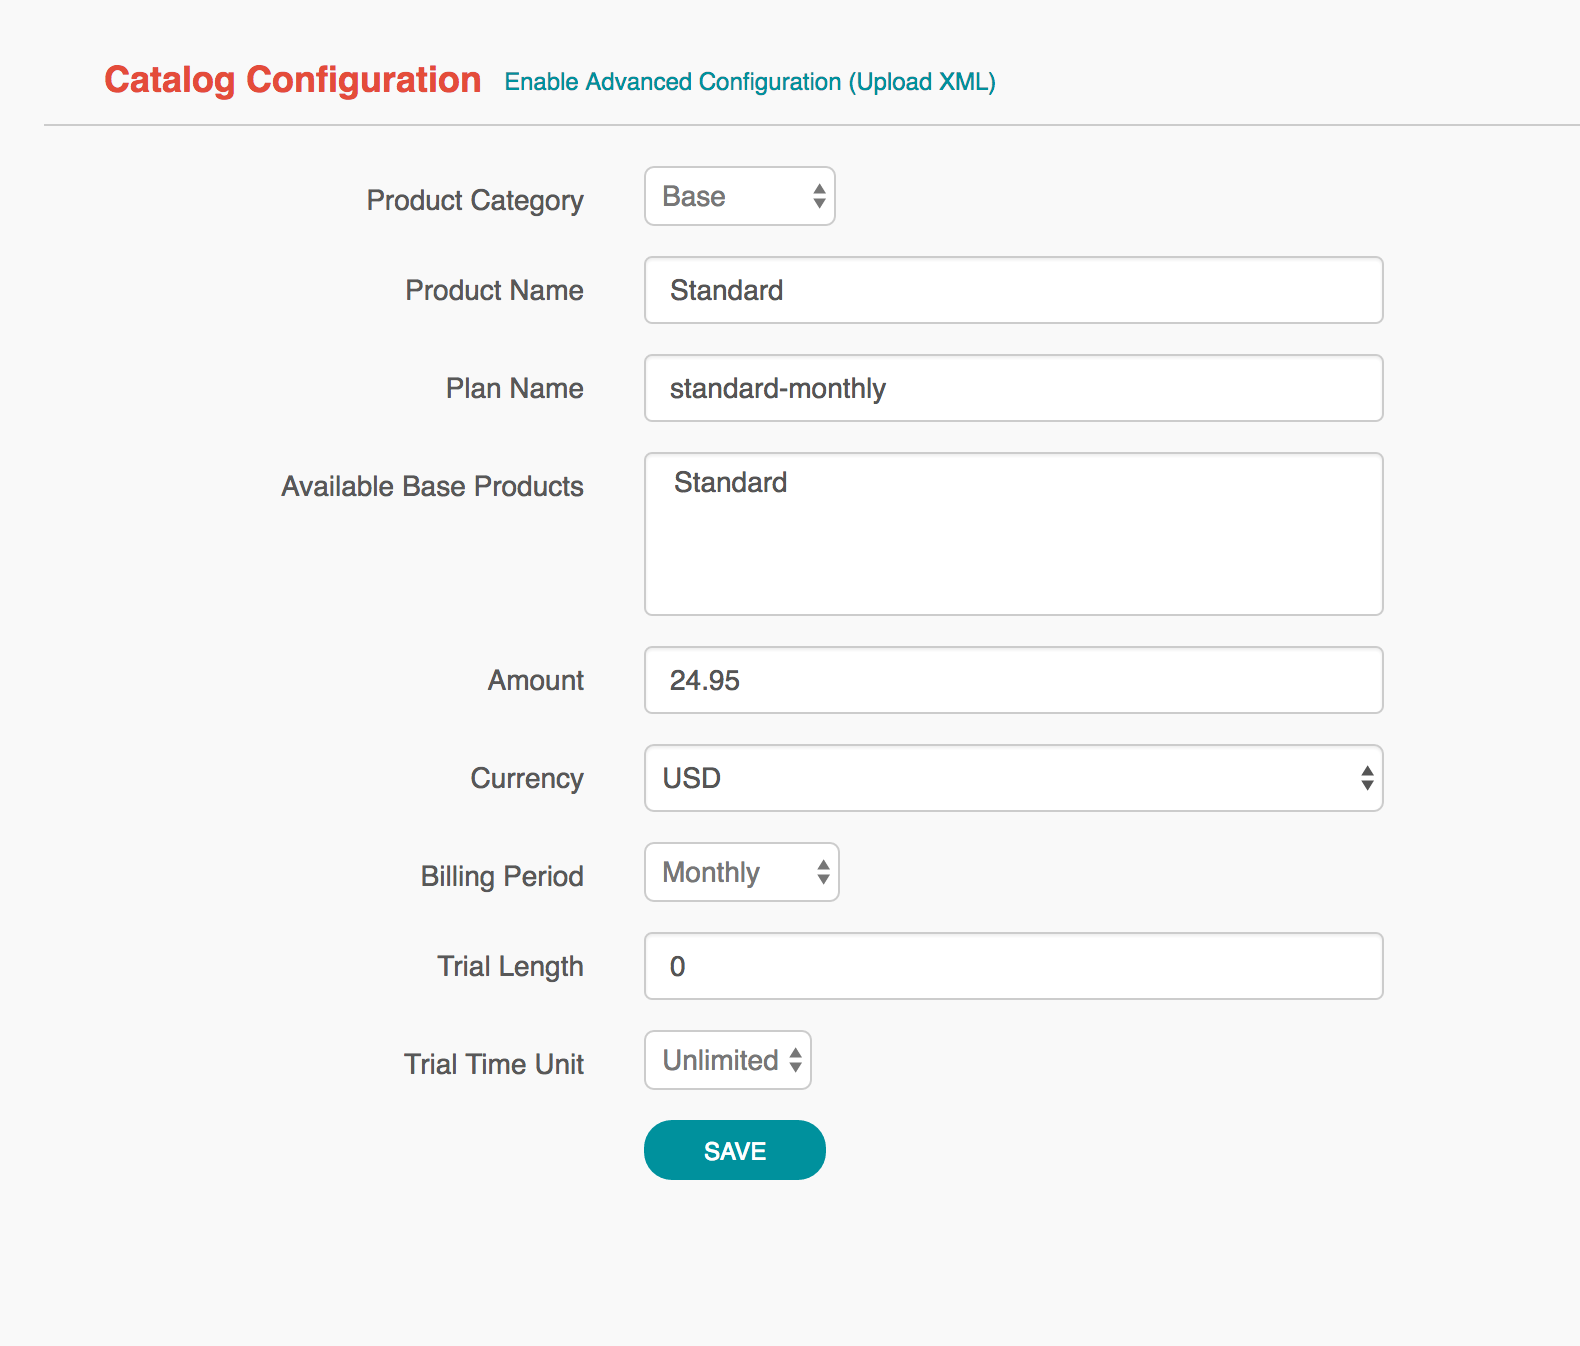 Catalog Configuration Enable Advanced Configuration (Upload XML)
Product Category Base
Product Name Standard
Plan Name standard-monthly
Available Base Products Standard
Amount 24.95
Currency USD
Billing Period Monthly
Trial Length 0
Trial Time Unit Unlimited
SAVE